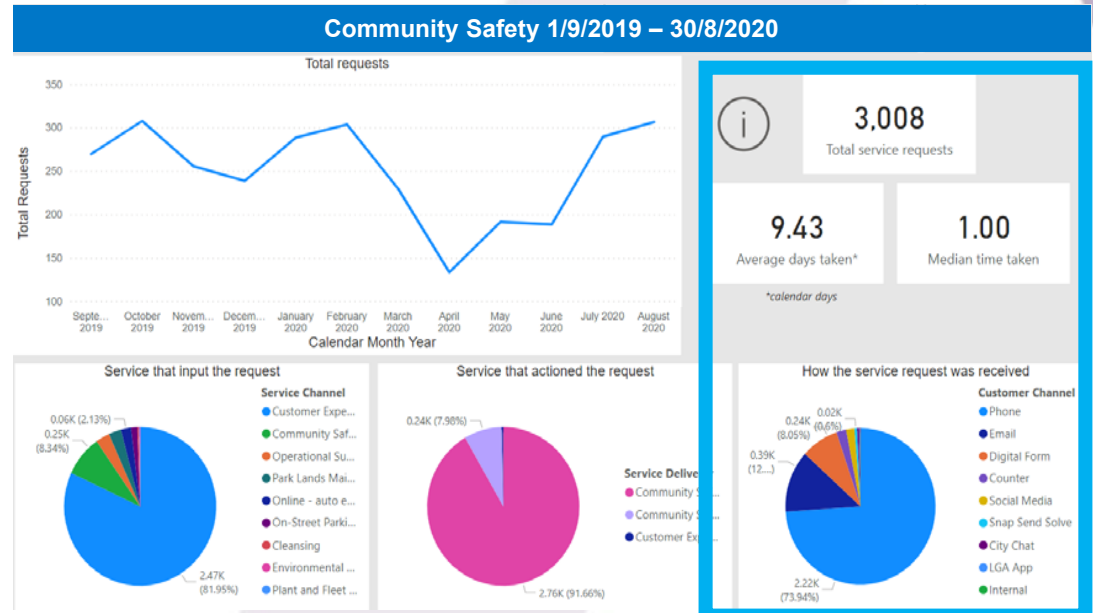 Community Safety 1/9/2019 – 30/8/2020
Total requests
Total Requests
350
300
250
200
150
100
Septe... 2019
October 2019
Novem... 2019
Decem... 2019
January 2020
February 2020
March 2020
April 2020
May 2020
June 2020
July 2020
August 2020
Calendar Month Year
i
3,008
Total service requests
9.43
Average days taken*
1.00
Median time taken
*calendar days
Service that input the request
0.06K (2.13%)
0.25K
(8.34%)
2.47K
(81.95%)
Service Channel
Customer Expe...
Community Saf...
Operational Su...
Park Lands Mai...
Online - auto e...
On-Street Parki...
Cleansing
Environmental ...
Plant and Fleet ...
Service that actioned the request
0.24K (7.98%)
2.76K (91.66%)
Service Deliver
Community S...
Community S...
Customer Ex...
How the service request was received
0.02K
(0.6%)
0.24K
(8.05%)
0.39K
(12...)
2.22K
(73.94%)
Customer Channel
Phone
Email
Digital Form
Counter
Social Media
Snap Send Solve
City Chat
LGA App
Internal